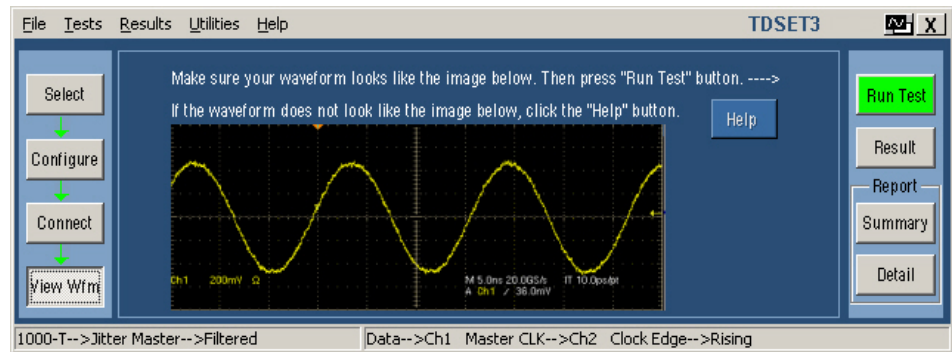 File Tests Results Utilities Help TDSET3 X
Make sure your waveform looks like the image below. Then press "Run Test" button. ---->
If the waveform does not look like the image below, click the "Help" button.
Help
Select
Configure
Connect
View Wfm
Ch1 200mV Ω
M 5.0ns 20.0GS/s IT 10.0ps/pt
A Ch1 / 36.0mV
Run Test
Result
Report
Summary
Detail
1000-T-->Jitter Master-->Filtered Data-->Ch1 Master CLK-->Ch2 Clock Edge-->Rising